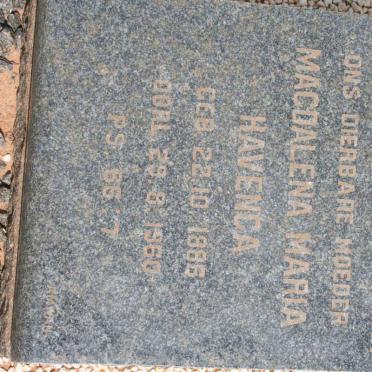 ONS DIERBARE MOEDER
MAGDALENA MARIA
HAVENGA
GEB. 22.10.1885
OORL. 29.8.1960
PS. 86-7